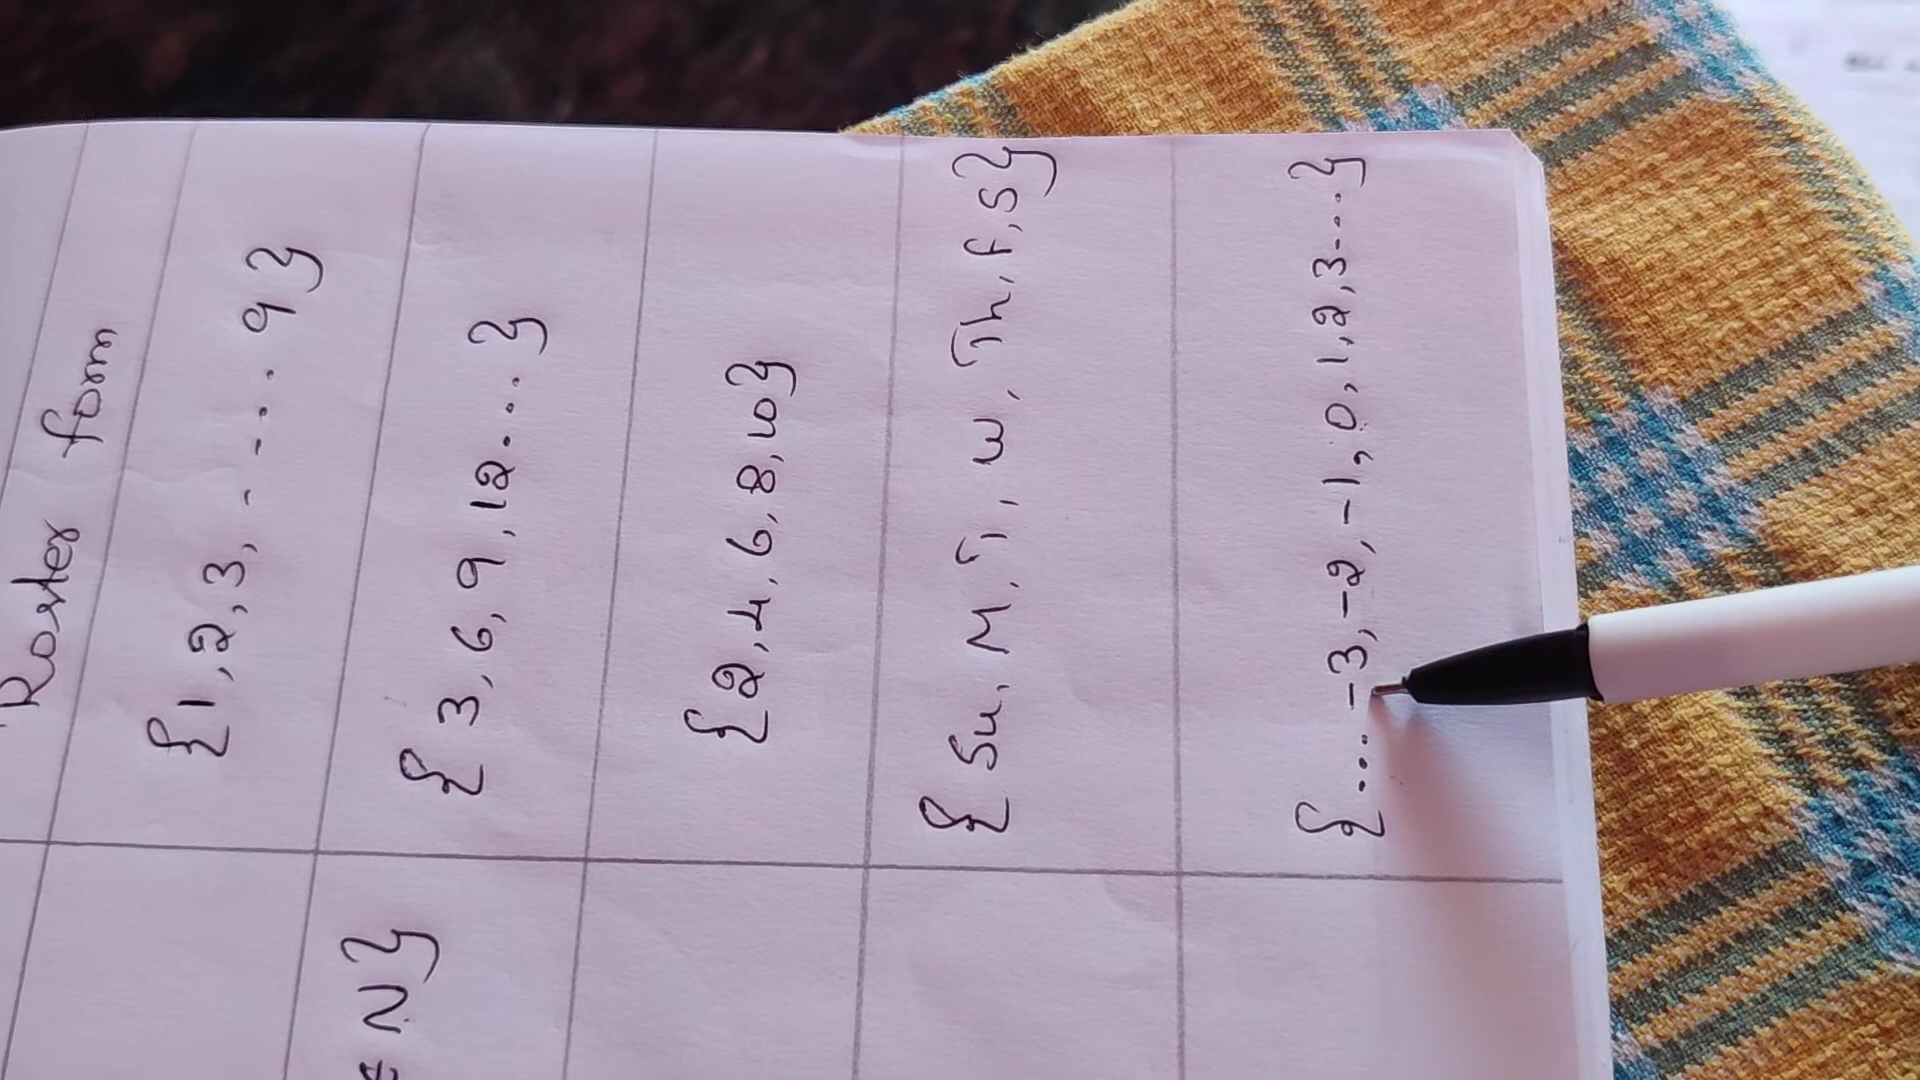 Roster form
{1,2,3, - - - . . . 9}
{3,6,9,12....}
∈ N}
{2,4,6,8,10}
{Su, M, T, W, Th, f, S}
{... -3,-2,-1,0,1,2,3...}